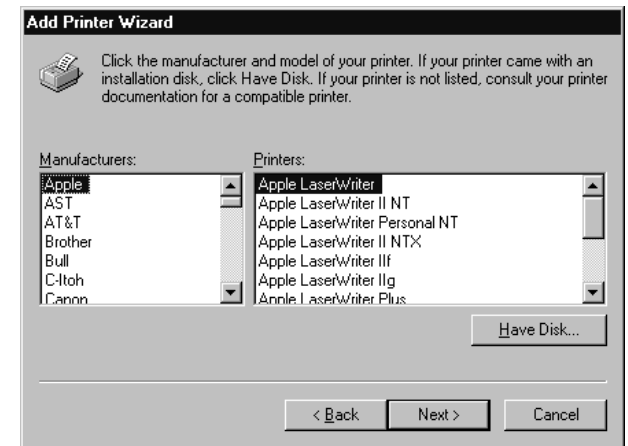 Add Printer Wizard
Click the manufacturer and model of your printer. If your printer came with an
installation disk, click Have Disk. If your printer is not listed, consult your printer
documentation for a compatible printer.
Manufacturers:
Printers:
Apple
AST
AT&T
Brother
Bull
C-Itoh
Canon
Apple LaserWriter
Apple LaserWriter II NT
Apple LaserWriter Personal NT
Apple LaserWriter II NTX
Apple LaserWriter IIf
Apple LaserWriter IIg
Apple LaserWriter Plus
Have Disk...
< Back
Next >
Cancel